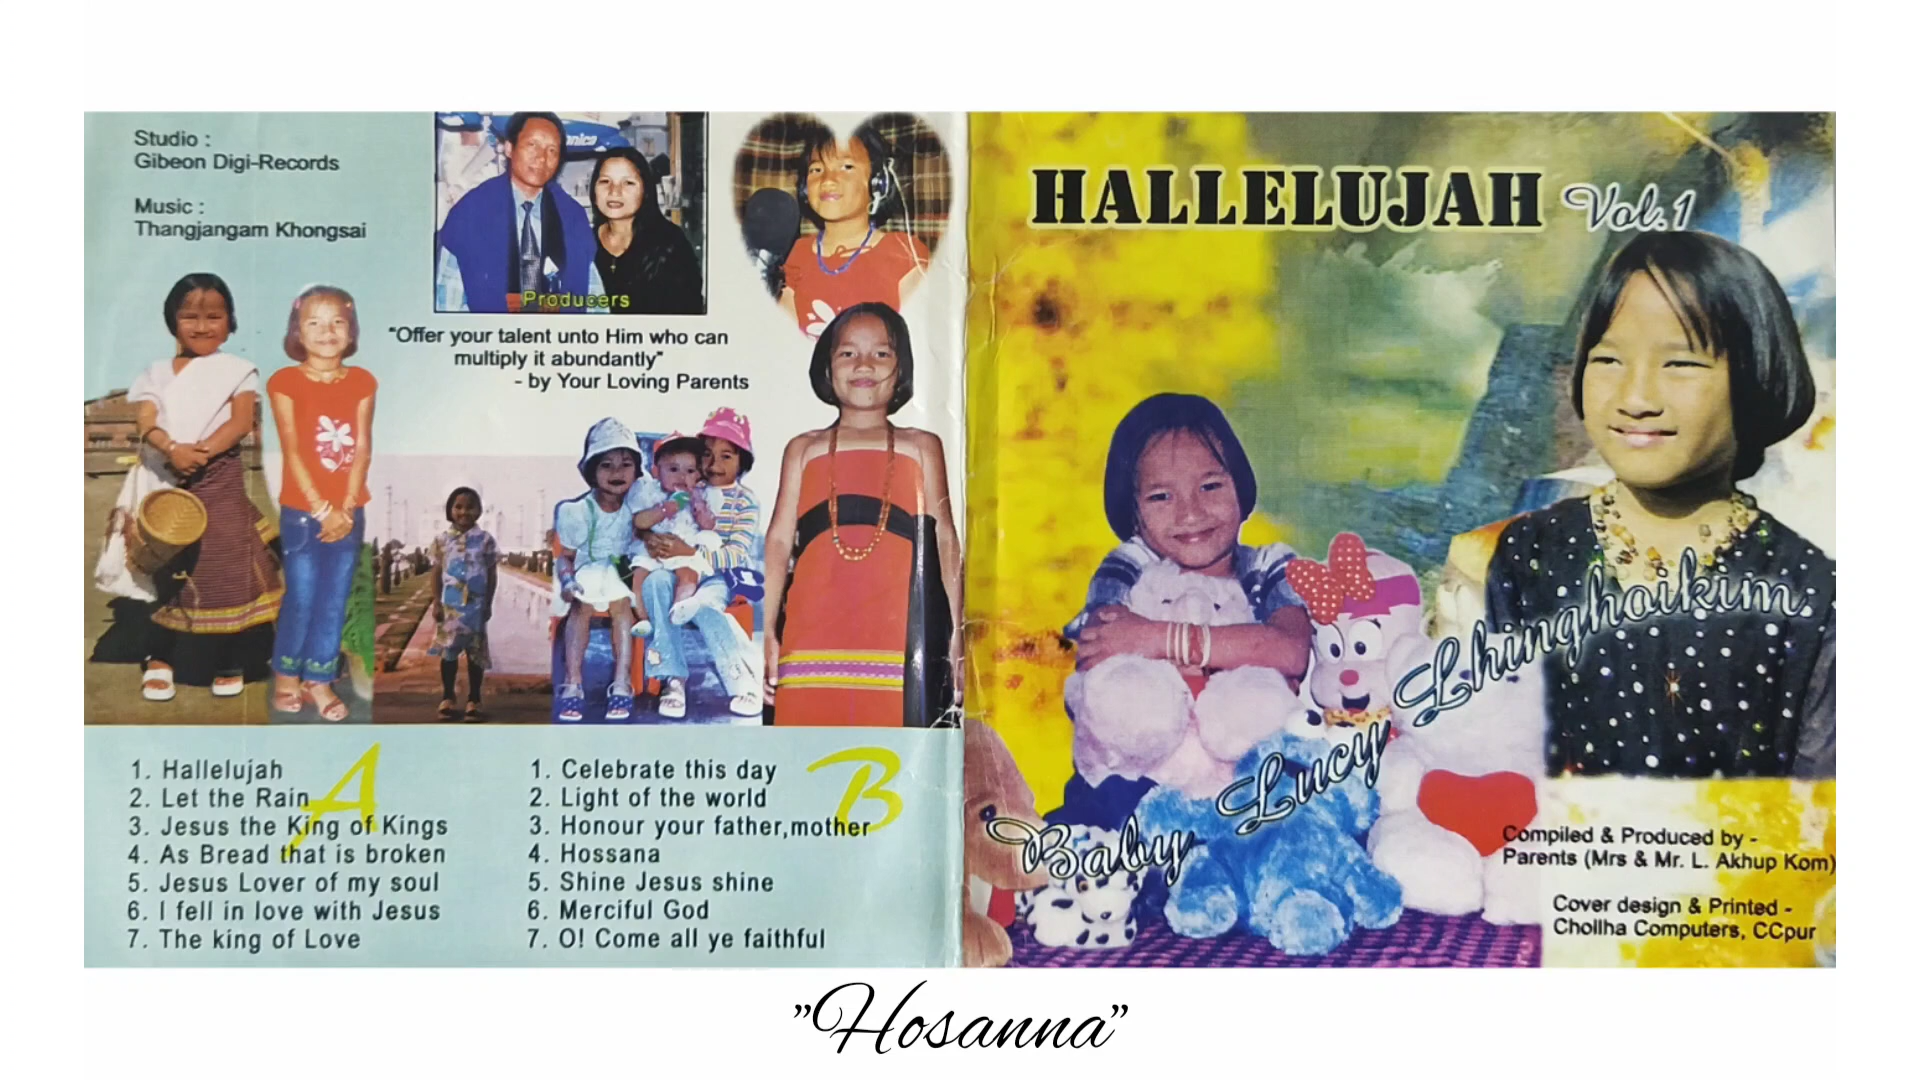 Studio :
Gibeon Digi-Records
Music :
Thangjangam Khongsai
Producers
"Offer your talent unto Him who can
multiply it abundantly"
- by Your Loving Parents
A
1. Hallelujah
2. Let the Rain
3. Jesus the King of Kings
4. As Bread that is broken
5. Jesus Lover of my soul
6. I fell in love with Jesus
7. The king of Love
B
1. Celebrate this day
2. Light of the world
3. Honour your father,mother
4. Hossana
5. Shine Jesus shine
6. Merciful God
7. O! Come all ye faithful
HALLELUJAH Vol.1
Baby Lucy Lhinghoikim
Compiled & Produced by -
Parents (Mrs & Mr. L. Akhup Kom)
Cover design & Printed -
Chollha Computers, CCpur
"Hosanna"